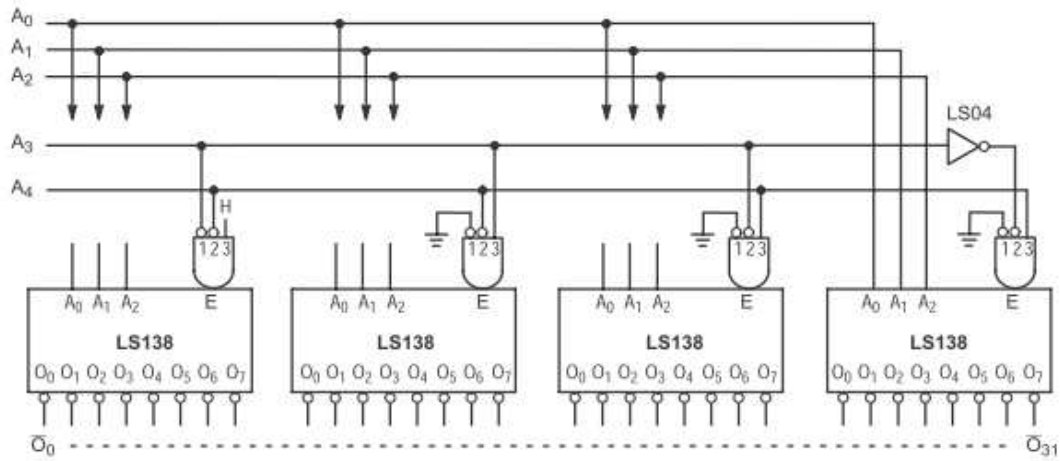 A0
A1
A2
LS04
A3
A4
H
123 123 123 123
A0 A1 A2 E A0 A1 A2 E A0 A1 A2 E A0 A1 A2 E
LS138 LS138 LS138 LS138
O0 O1 O2 O3 O4 O5 O6 O7 O0 O1 O2 O3 O4 O5 O6 O7 O0 O1 O2 O3 O4 O5 O6 O7 O0 O1 O2 O3 O4 O5 O6 O7
O̅0 O̅31